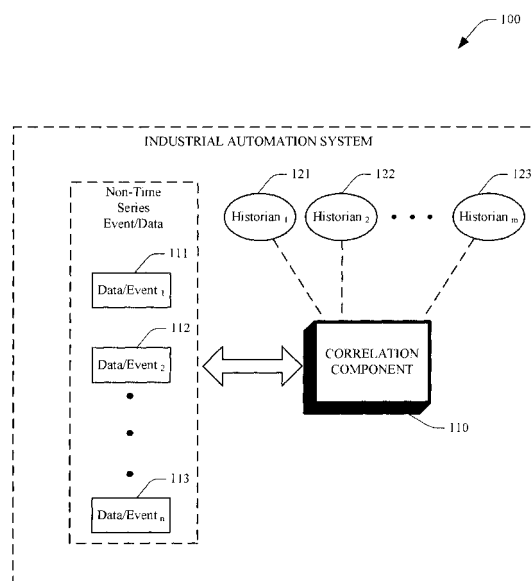 100
INDUSTRIAL AUTOMATION SYSTEM
Non-Time
Series
Event/Data
121
122
123
Historian 1
Historian 2
Historian m
111
Data/Event 1
112
Data/Event 2
CORRELATION
COMPONENT
110
113
Data/Event n